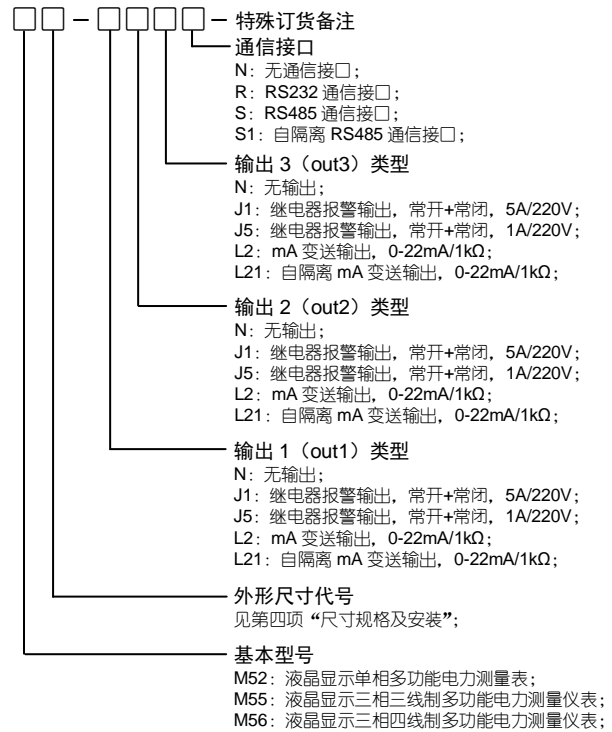 □□－□□□□－特殊订货备注
通信接口
N：无通信接口；
R：RS232 通信接口；
S：RS485 通信接口；
S1：自隔离 RS485 通信接口；
输出 3（out3）类型
N：无输出；
J1：继电器报警输出，常开+常闭，5A/220V；
J5：继电器报警输出，常开+常闭，1A/220V；
L2：mA 变送输出，0-22mA/1kΩ；
L21：自隔离 mA 变送输出，0-22mA/1kΩ；
输出 2（out2）类型
N：无输出；
J1：继电器报警输出，常开+常闭，5A/220V；
J5：继电器报警输出，常开+常闭，1A/220V；
L2：mA 变送输出，0-22mA/1kΩ；
L21：自隔离 mA 变送输出，0-22mA/1kΩ；
输出 1（out1）类型
N：无输出；
J1：继电器报警输出，常开+常闭，5A/220V；
J5：继电器报警输出，常开+常闭，1A/220V；
L2：mA 变送输出，0-22mA/1kΩ；
L21：自隔离 mA 变送输出，0-22mA/1kΩ；
外形尺寸代号
见第四项“尺寸规格及安装”；
基本型号
M52：液晶显示单相多功能电力测量表；
M55：液晶显示三相三线制多功能电力测量仪表；
M56：液晶显示三相四线制多功能电力测量仪表；